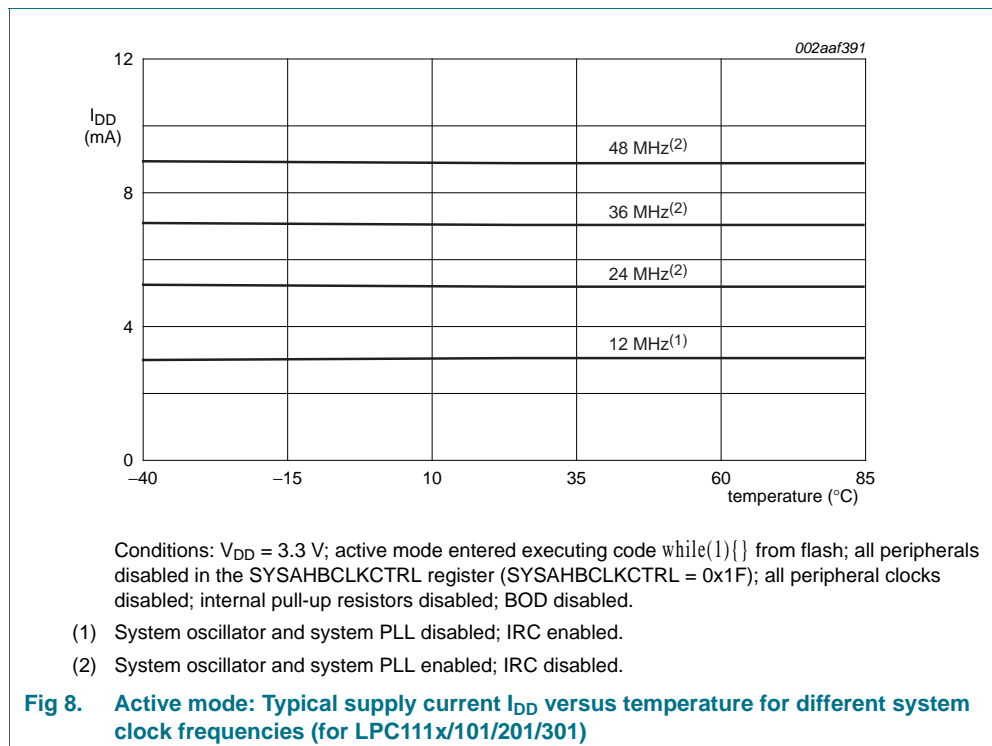 002aaf391
12
I_DD
(mA)
48 MHz(2)
8
36 MHz(2)
24 MHz(2)
4
12 MHz(1)
0
−40 −15 10 35 60 85
temperature (°C)
Conditions: V_DD = 3.3 V; active mode entered executing code while(1){} from flash; all peripherals
disabled in the SYSAHBCLKCTRL register (SYSAHBCLKCTRL = 0x1F); all peripheral clocks
disabled; internal pull-up resistors disabled; BOD disabled.
(1) System oscillator and system PLL disabled; IRC enabled.
(2) System oscillator and system PLL enabled; IRC disabled.
Fig 8. Active mode: Typical supply current I_DD versus temperature for different system
clock frequencies (for LPC111x/101/201/301)